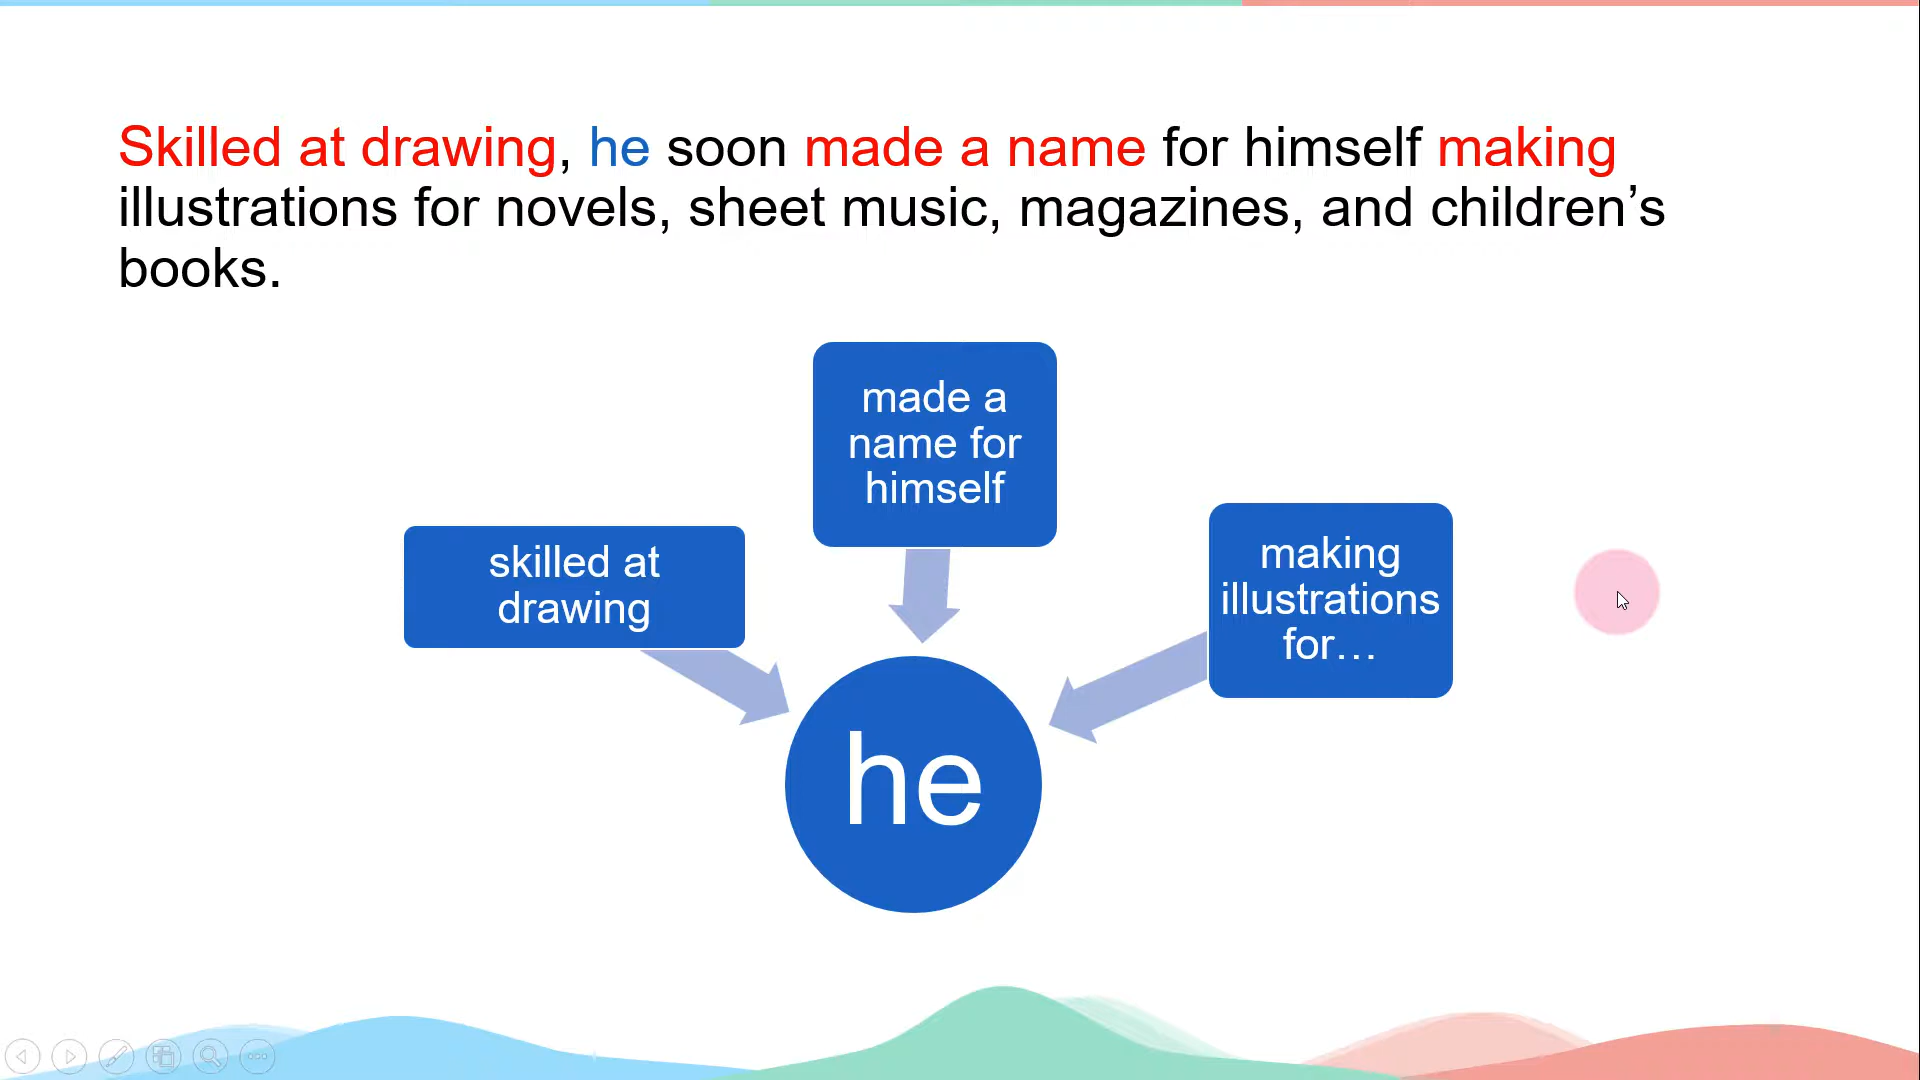 Skilled at drawing, he soon made a name for himself making
illustrations for novels, sheet music, magazines, and children’s
books.
made a
name for
himself
skilled at
drawing
making
illustrations
for…
he